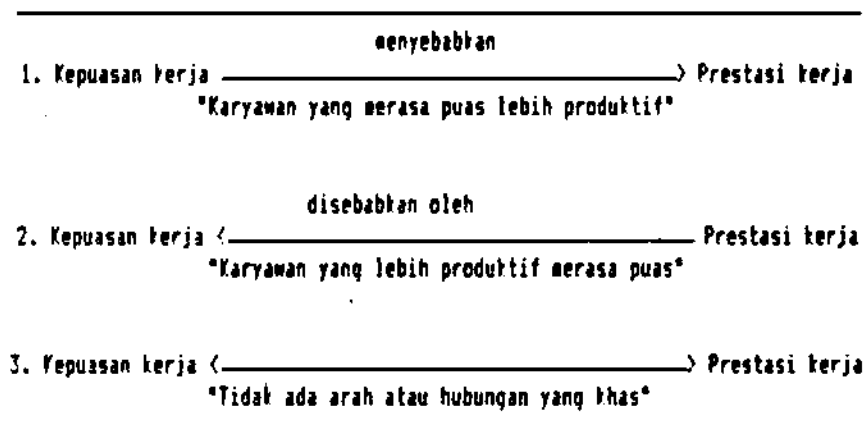 menyebabkan
1. Kepuasan kerja ————————> Prestasi kerja
"Karyawan yang merasa puas lebih produktif"
disebabkan oleh
2. Kepuasan kerja <———————— Prestasi kerja
"Karyawan yang lebih produktif merasa puas"
3. Kepuasan kerja <————————> Prestasi kerja
"Tidak ada arah atau hubungan yang khas"